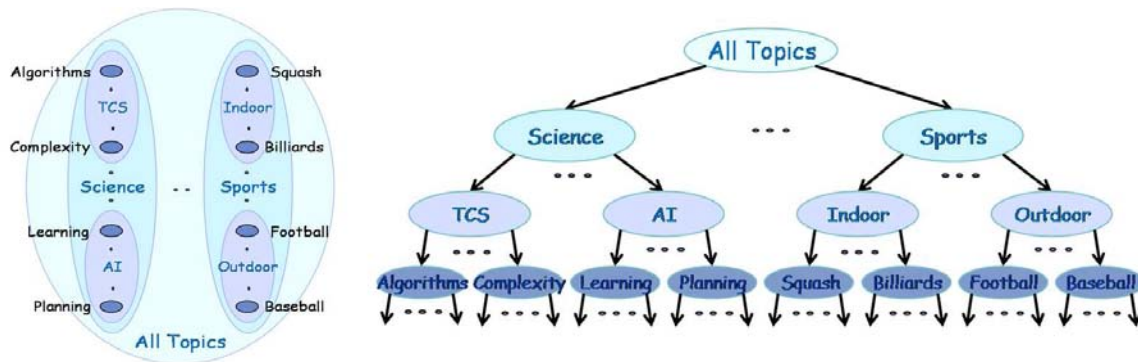 Algorithms
TCS
Complexity
Science
Learning
AI
Planning
Squash
Indoor
Billiards
Sports
Football
Outdoor
Baseball
All Topics
All Topics
Science
Sports
TCS
AI
Indoor
Outdoor
Algorithms
Complexity
Learning
Planning
Squash
Billiards
Football
Baseball